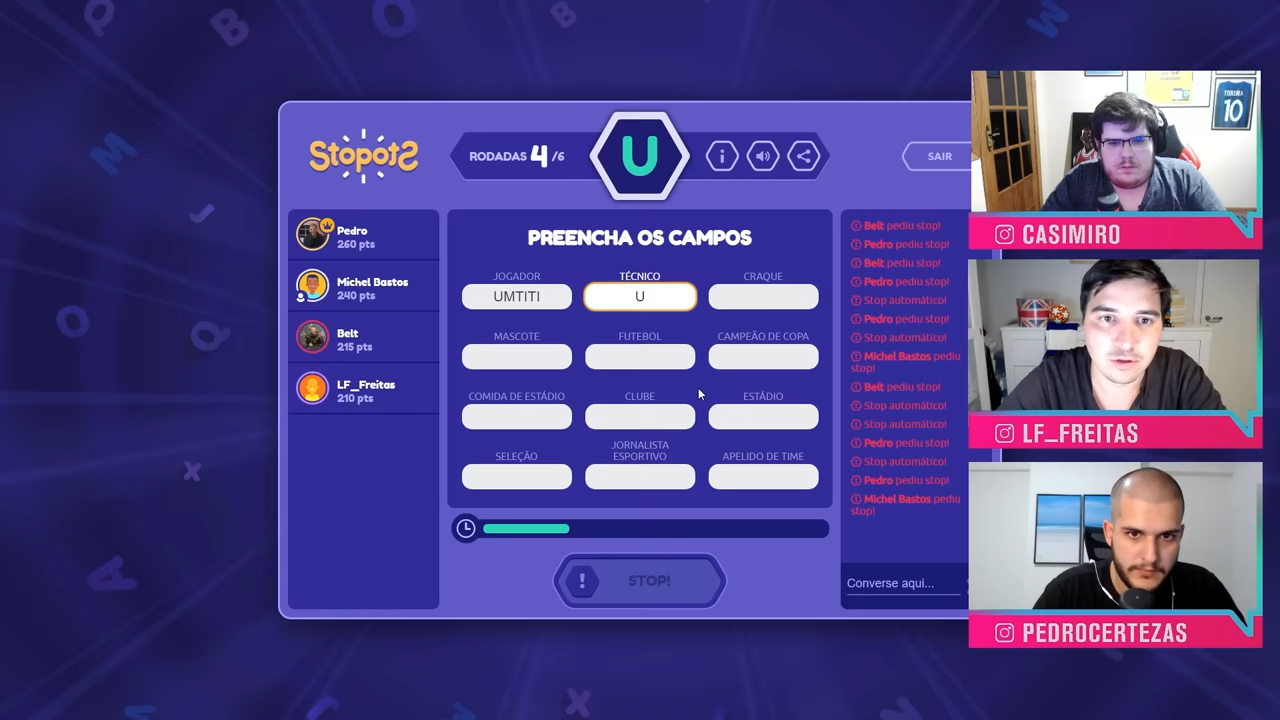 StopotS
RODADAS 4 /6
U
SAIR
Pedro
260 pts
Michel Bastos
240 pts
Belt
215 pts
LF_Freitas
210 pts
PREENCHA OS CAMPOS
JOGADOR
UMTITI
TÉCNICO
U
CRAQUE
MASCOTE
FUTEBOL
CAMPEÃO DE COPA
COMIDA DE ESTÁDIO
CLUBE
ESTÁDIO
SELEÇÃO
JORNALISTA
ESPORTIVO
APELIDO DE TIME
STOP!
Belt pediu stop!
Pedro pediu stop!
Belt pediu stop!
Pedro pediu stop!
Stop automático!
Pedro pediu stop!
Stop automático!
Michel Bastos pediu
stop!
Belt pediu stop!
Stop automático!
Stop automático!
Pedro pediu stop!
Stop automático!
Pedro pediu stop!
Michel Bastos pediu
stop!
Converse aqui...
TEIXEIRA
10
CASIMIRO
LF_FREITAS
PEDROCERTEZAS